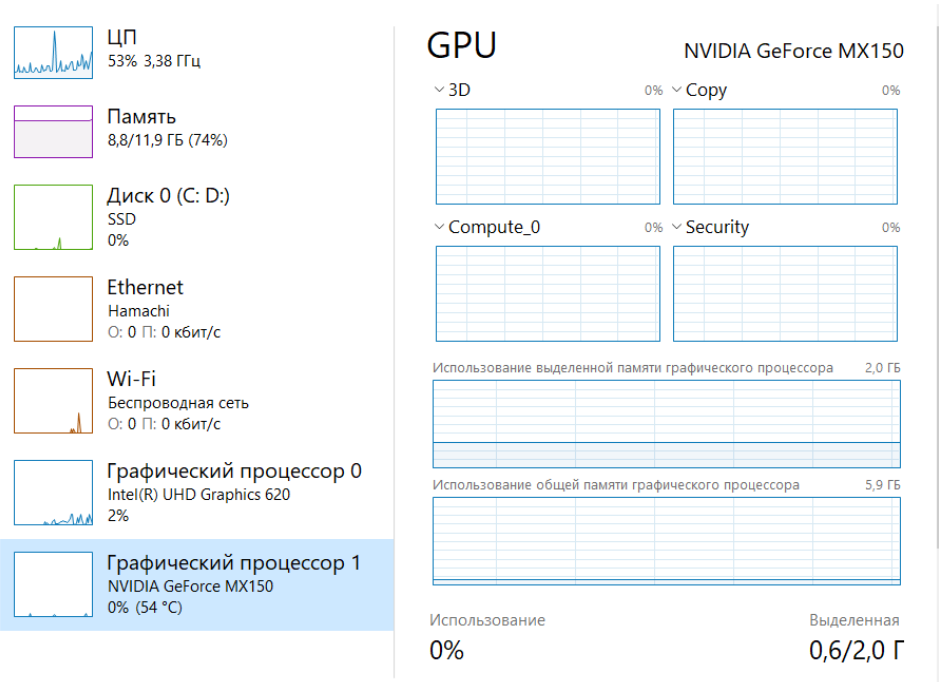 ЦП
53% 3,38 ГГц
Память
8,8/11,9 ГБ (74%)
Диск 0 (C: D:)
SSD
0%
Ethernet
Hamachi
О: 0 П: 0 кбит/с
Wi-Fi
Беспроводная сеть
О: 0 П: 0 кбит/с
Графический процессор 0
Intel(R) UHD Graphics 620
2%
Графический процессор 1
NVIDIA GeForce MX150
0% (54 °C)
GPU
NVIDIA GeForce MX150
3D 0%
Copy 0%
Compute_0 0%
Security 0%
Использование выделенной памяти графического процессора 2,0 ГБ
Использование общей памяти графического процессора 5,9 ГБ
Использование
0%
Выделенная
0,6/2,0 Г